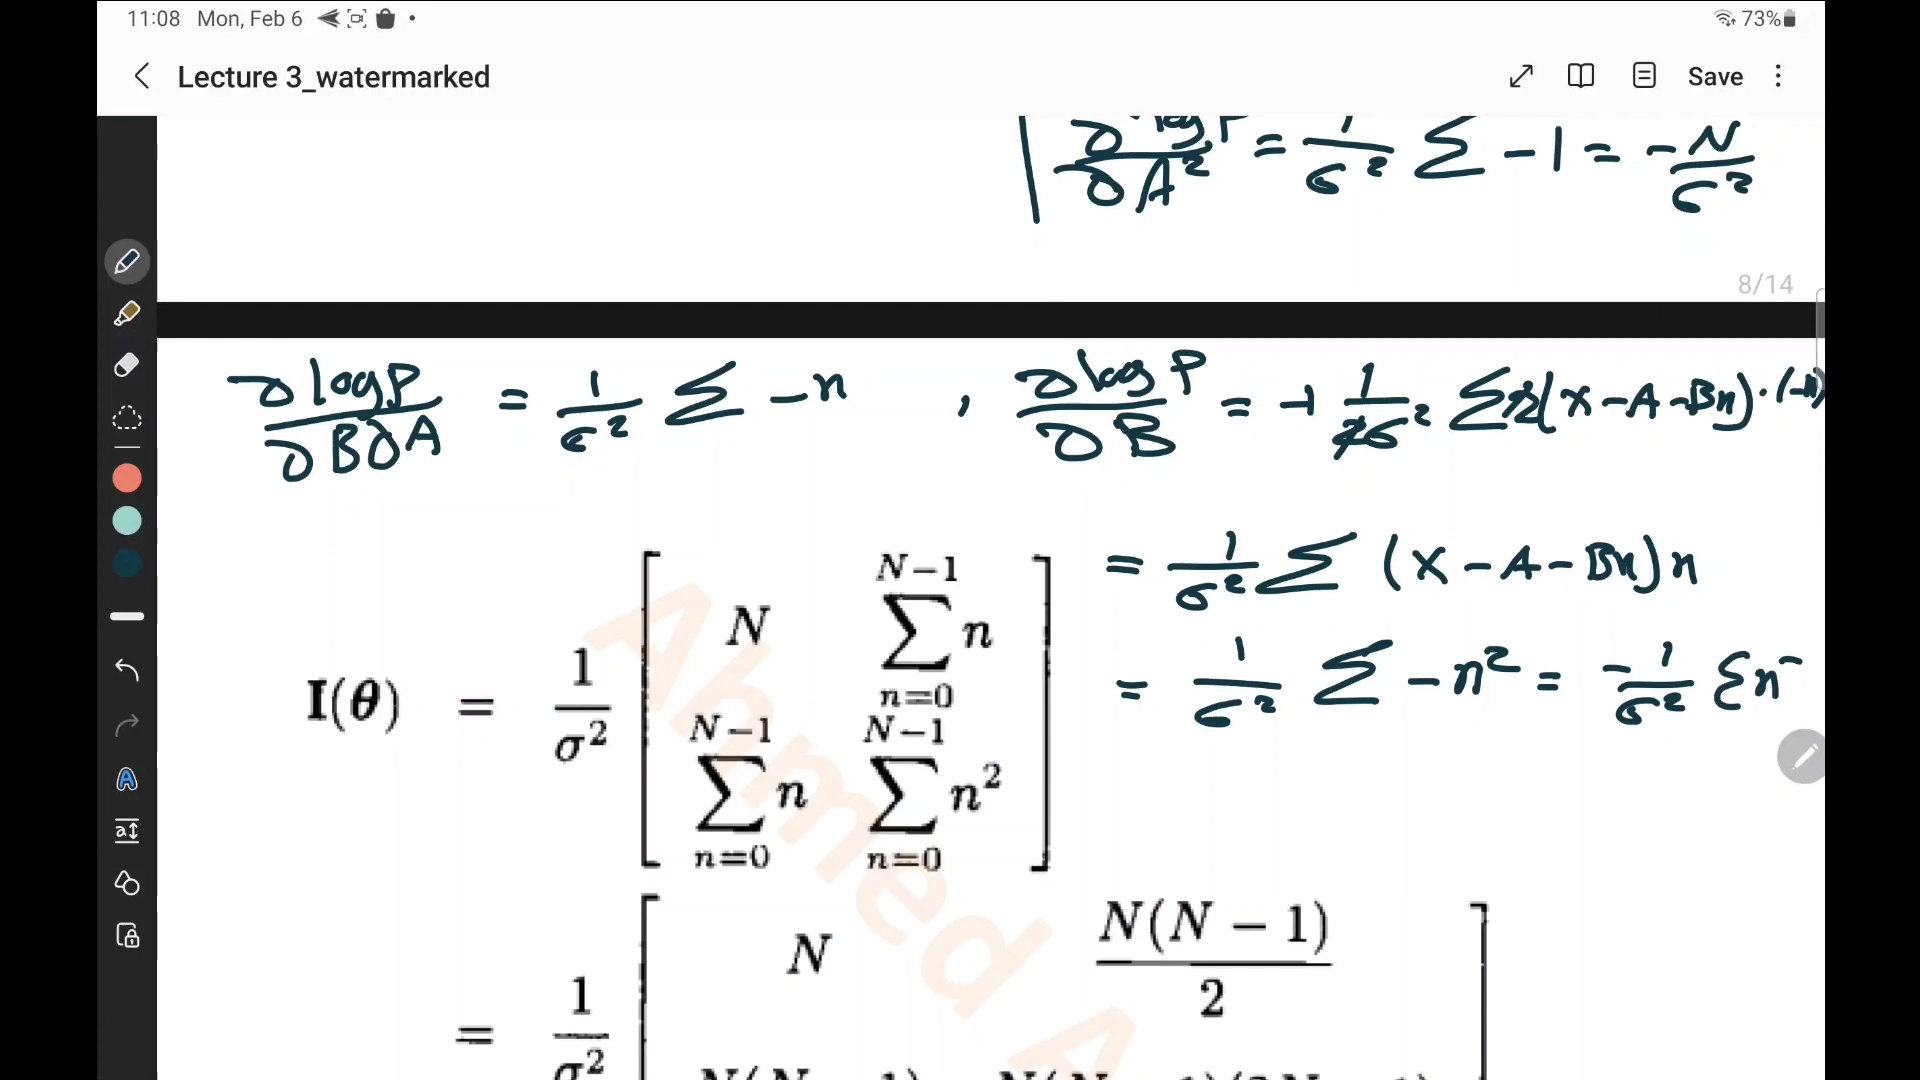 11:08 Mon, Feb 6 73%
Lecture 3_watermarked Save
∂² log P / ∂A² = 1/σ² Σ −1 = −N/σ²
8/14
∂ log P / ∂B∂A = 1/σ² Σ −n , ∂ log P / ∂B = + 1/2σ² Σ 2(x − A − Bn)·(−n)
= 1/σ² Σ (x − A − Bn) n
= 1/σ² Σ −n² = −1/σ² Σn²
I(θ) = 1/σ² [ N  Σ_{n=0}^{N−1} n
Σ_{n=0}^{N−1} n  Σ_{n=0}^{N−1} n² ]
= 1/σ² [ N  N(N − 1)/2 ]
Ahmed A